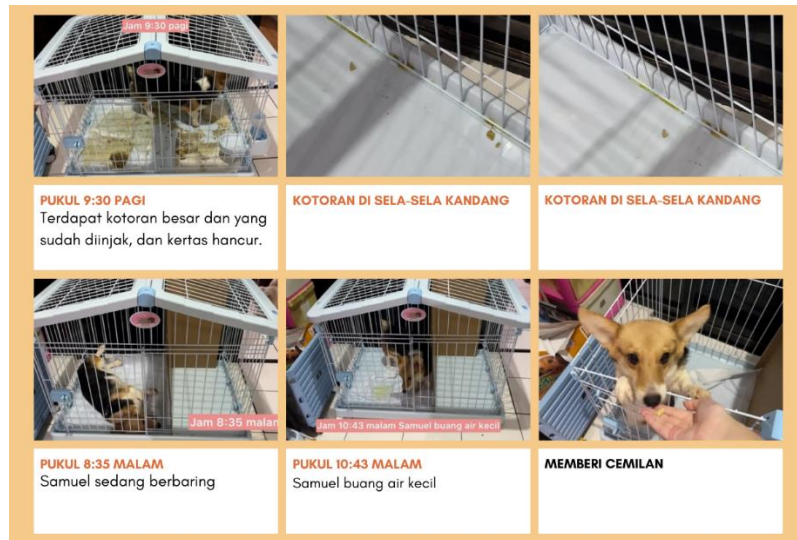 Jam 9:30 pagi
PUKUL 9:30 PAGI
Terdapat kotoran besar dan yang
sudah diinjak, dan kertas hancur.
KOTORAN DI SELA-SELA KANDANG
KOTORAN DI SELA-SELA KANDANG
Jam 8:35 malam
Jam 10:43 malam Samuel buang air kecil
PUKUL 8:35 MALAM
Samuel sedang berbaring
PUKUL 10:43 MALAM
Samuel buang air kecil
MEMBERI CEMILAN